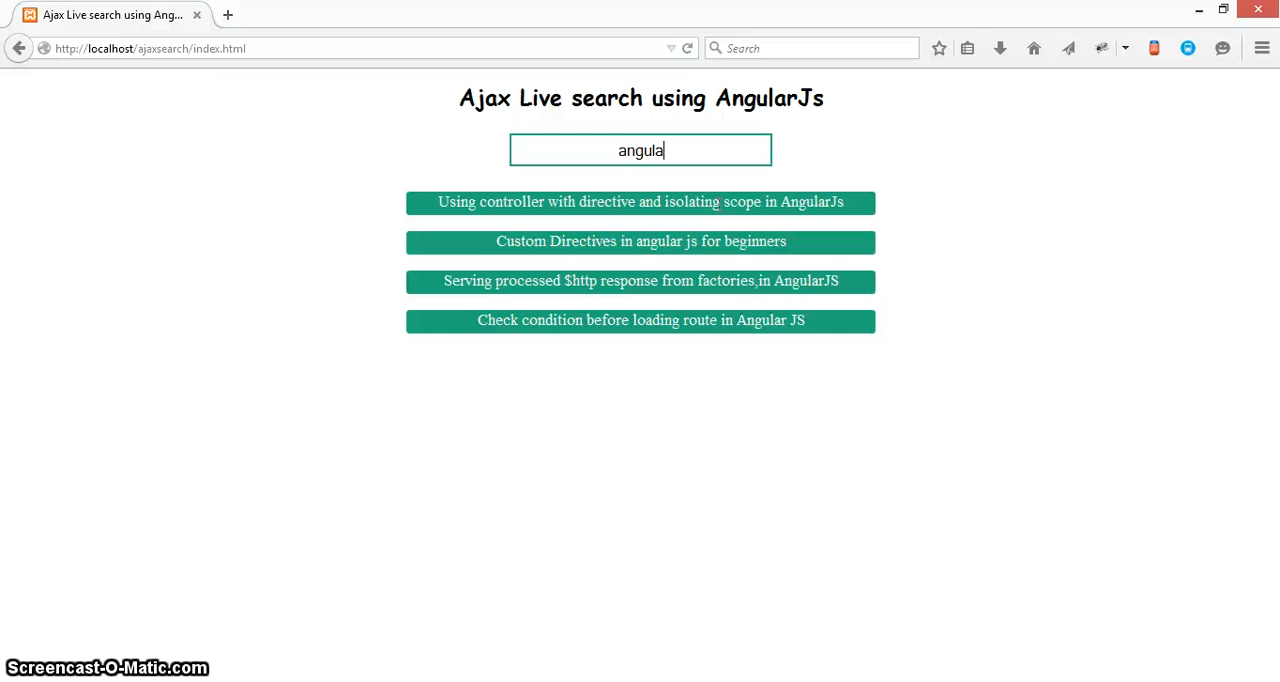 Ajax Live search using Ang...
http://localhost/ajaxsearch/index.html
Search
Ajax Live search using AngularJs
angula
Using controller with directive and isolating scope in AngularJs
Custom Directives in angular js for beginners
Serving processed $http response from factories,in AngularJS
Check condition before loading route in Angular JS
Screencast-O-Matic.com